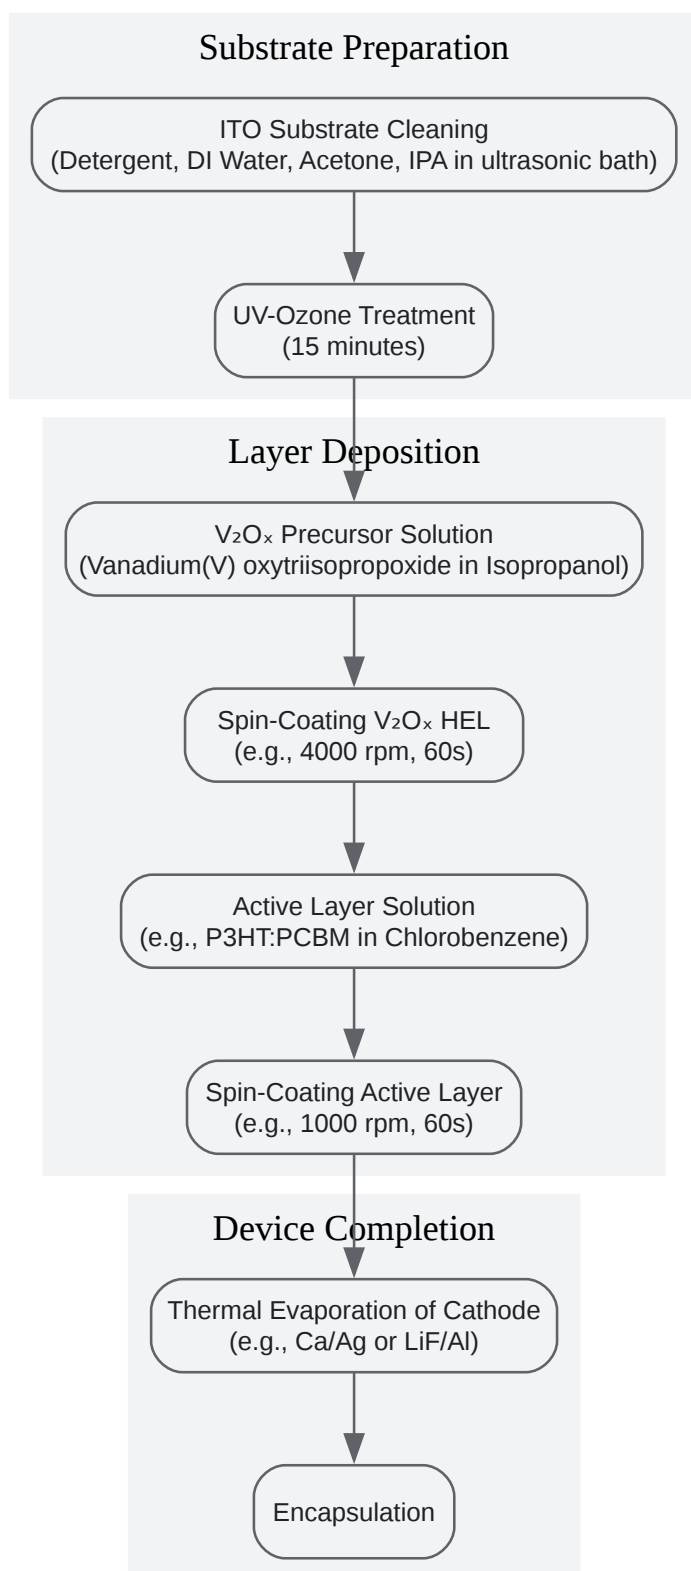 Substrate Preparation
ITO Substrate Cleaning
(Detergent, DI Water, Acetone, IPA in ultrasonic bath)
UV-Ozone Treatment
(15 minutes)
Layer Deposition
V₂Oₓ Precursor Solution
(Vanadium(V) oxytriisopropoxide in Isopropanol)
Spin-Coating V₂Oₓ HEL
(e.g., 4000 rpm, 60s)
Active Layer Solution
(e.g., P3HT:PCBM in Chlorobenzene)
Spin-Coating Active Layer
(e.g., 1000 rpm, 60s)
Device Completion
Thermal Evaporation of Cathode
(e.g., Ca/Ag or LiF/Al)
Encapsulation